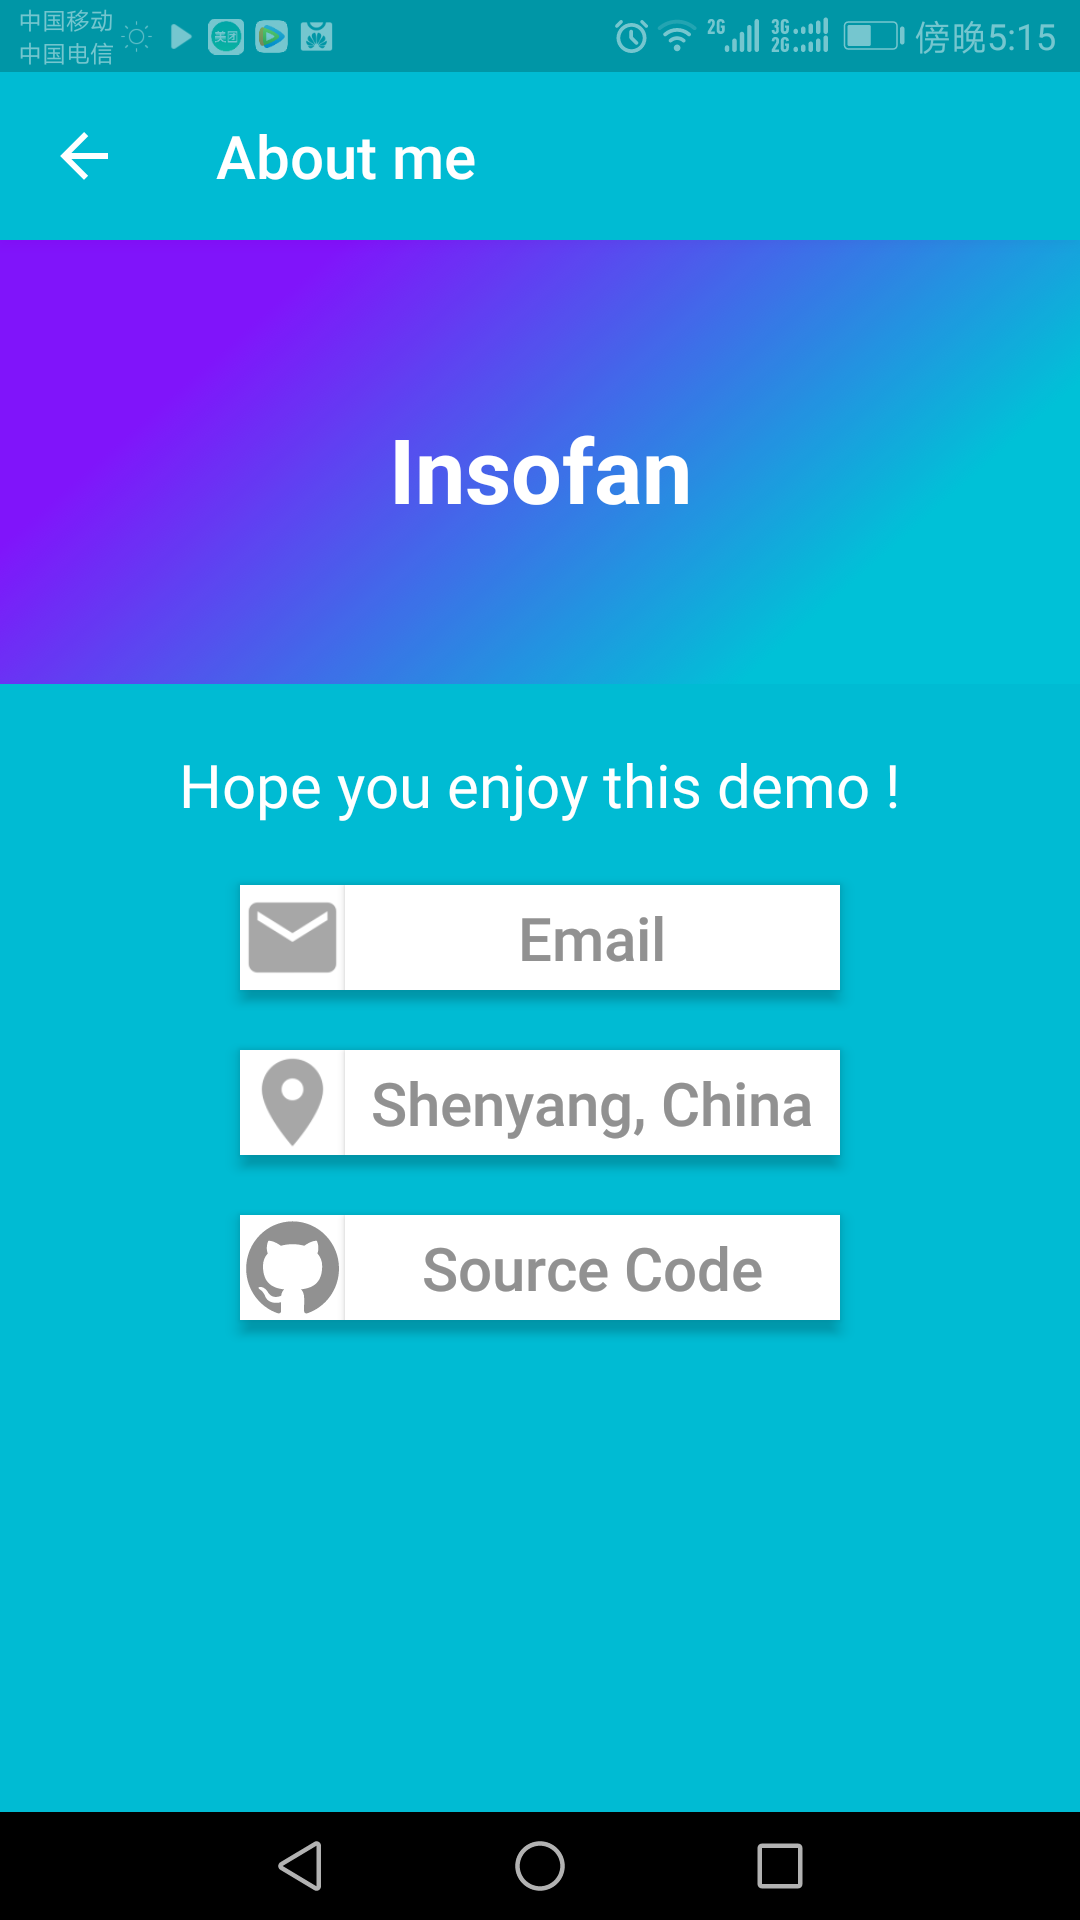 中国移动
中国电信
美团
2G
3G
2G
傍晚5:15
About me
Insofan
Hope you enjoy this demo !
Email
Shenyang, China
Source Code